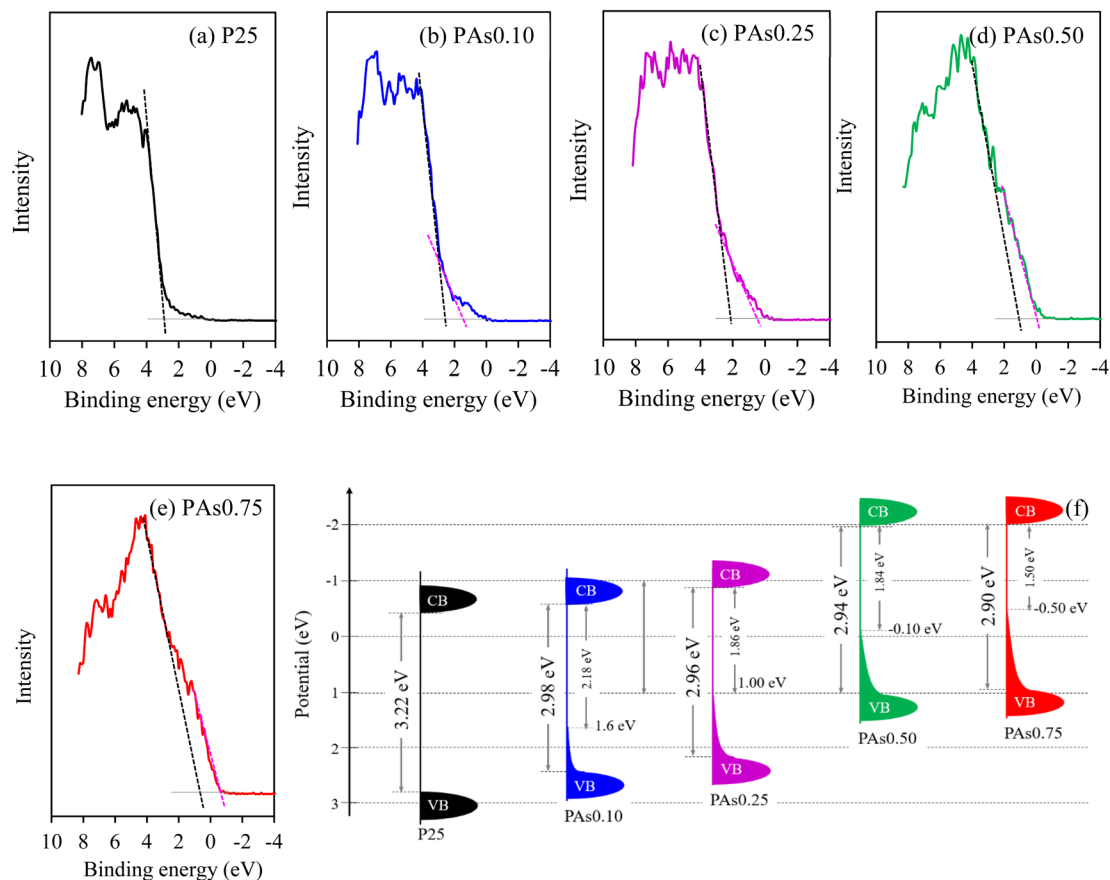 (a) P25
Intensity
10 8 6 4 2 0 -2 -4
Binding energy (eV)
(b) PAs0.10
Intensity
10 8 6 4 2 0 -2 -4
Binding energy (eV)
(c) PAs0.25
Intensity
10 8 6 4 2 0 -2 -4
Binding energy (eV)
(d) PAs0.50
Intensity
10 8 6 4 2 0 -2 -4
Binding energy (eV)
(e) PAs0.75
Intensity
10 8 6 4 2 0 -2 -4
Binding energy (eV)
(f)
Potential (eV)
-2
-1
0
1
2
3
CB
3.22 eV
VB
P25
CB
2.98 eV
2.18 eV
1.6 eV
VB
PAs0.10
CB
2.96 eV
1.86 eV
1.00 eV
VB
PAs0.25
CB
2.94 eV
1.84 eV
-0.10 eV
VB
PAs0.50
CB
2.90 eV
1.50 eV
-0.50 eV
VB
PAs0.75